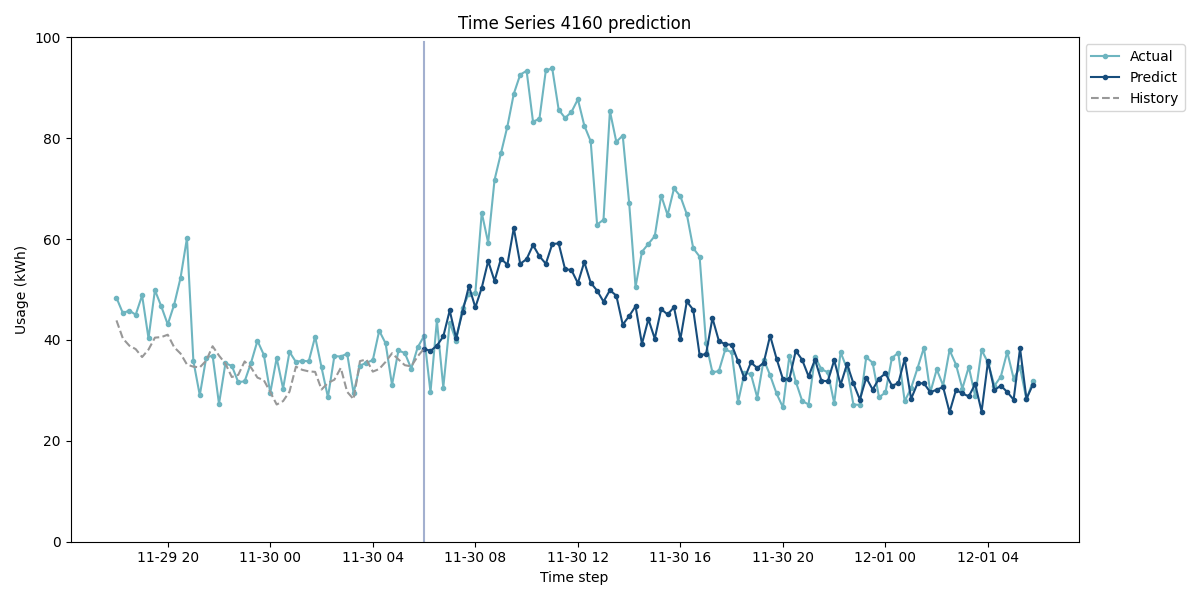 Time Series 4160 prediction
Actual
Predict
History
Usage (kWh)
100
80
60
40
20
0
11-29 20
11-30 00
11-30 04
11-30 08
11-30 12
11-30 16
11-30 20
12-01 00
12-01 04
Time step